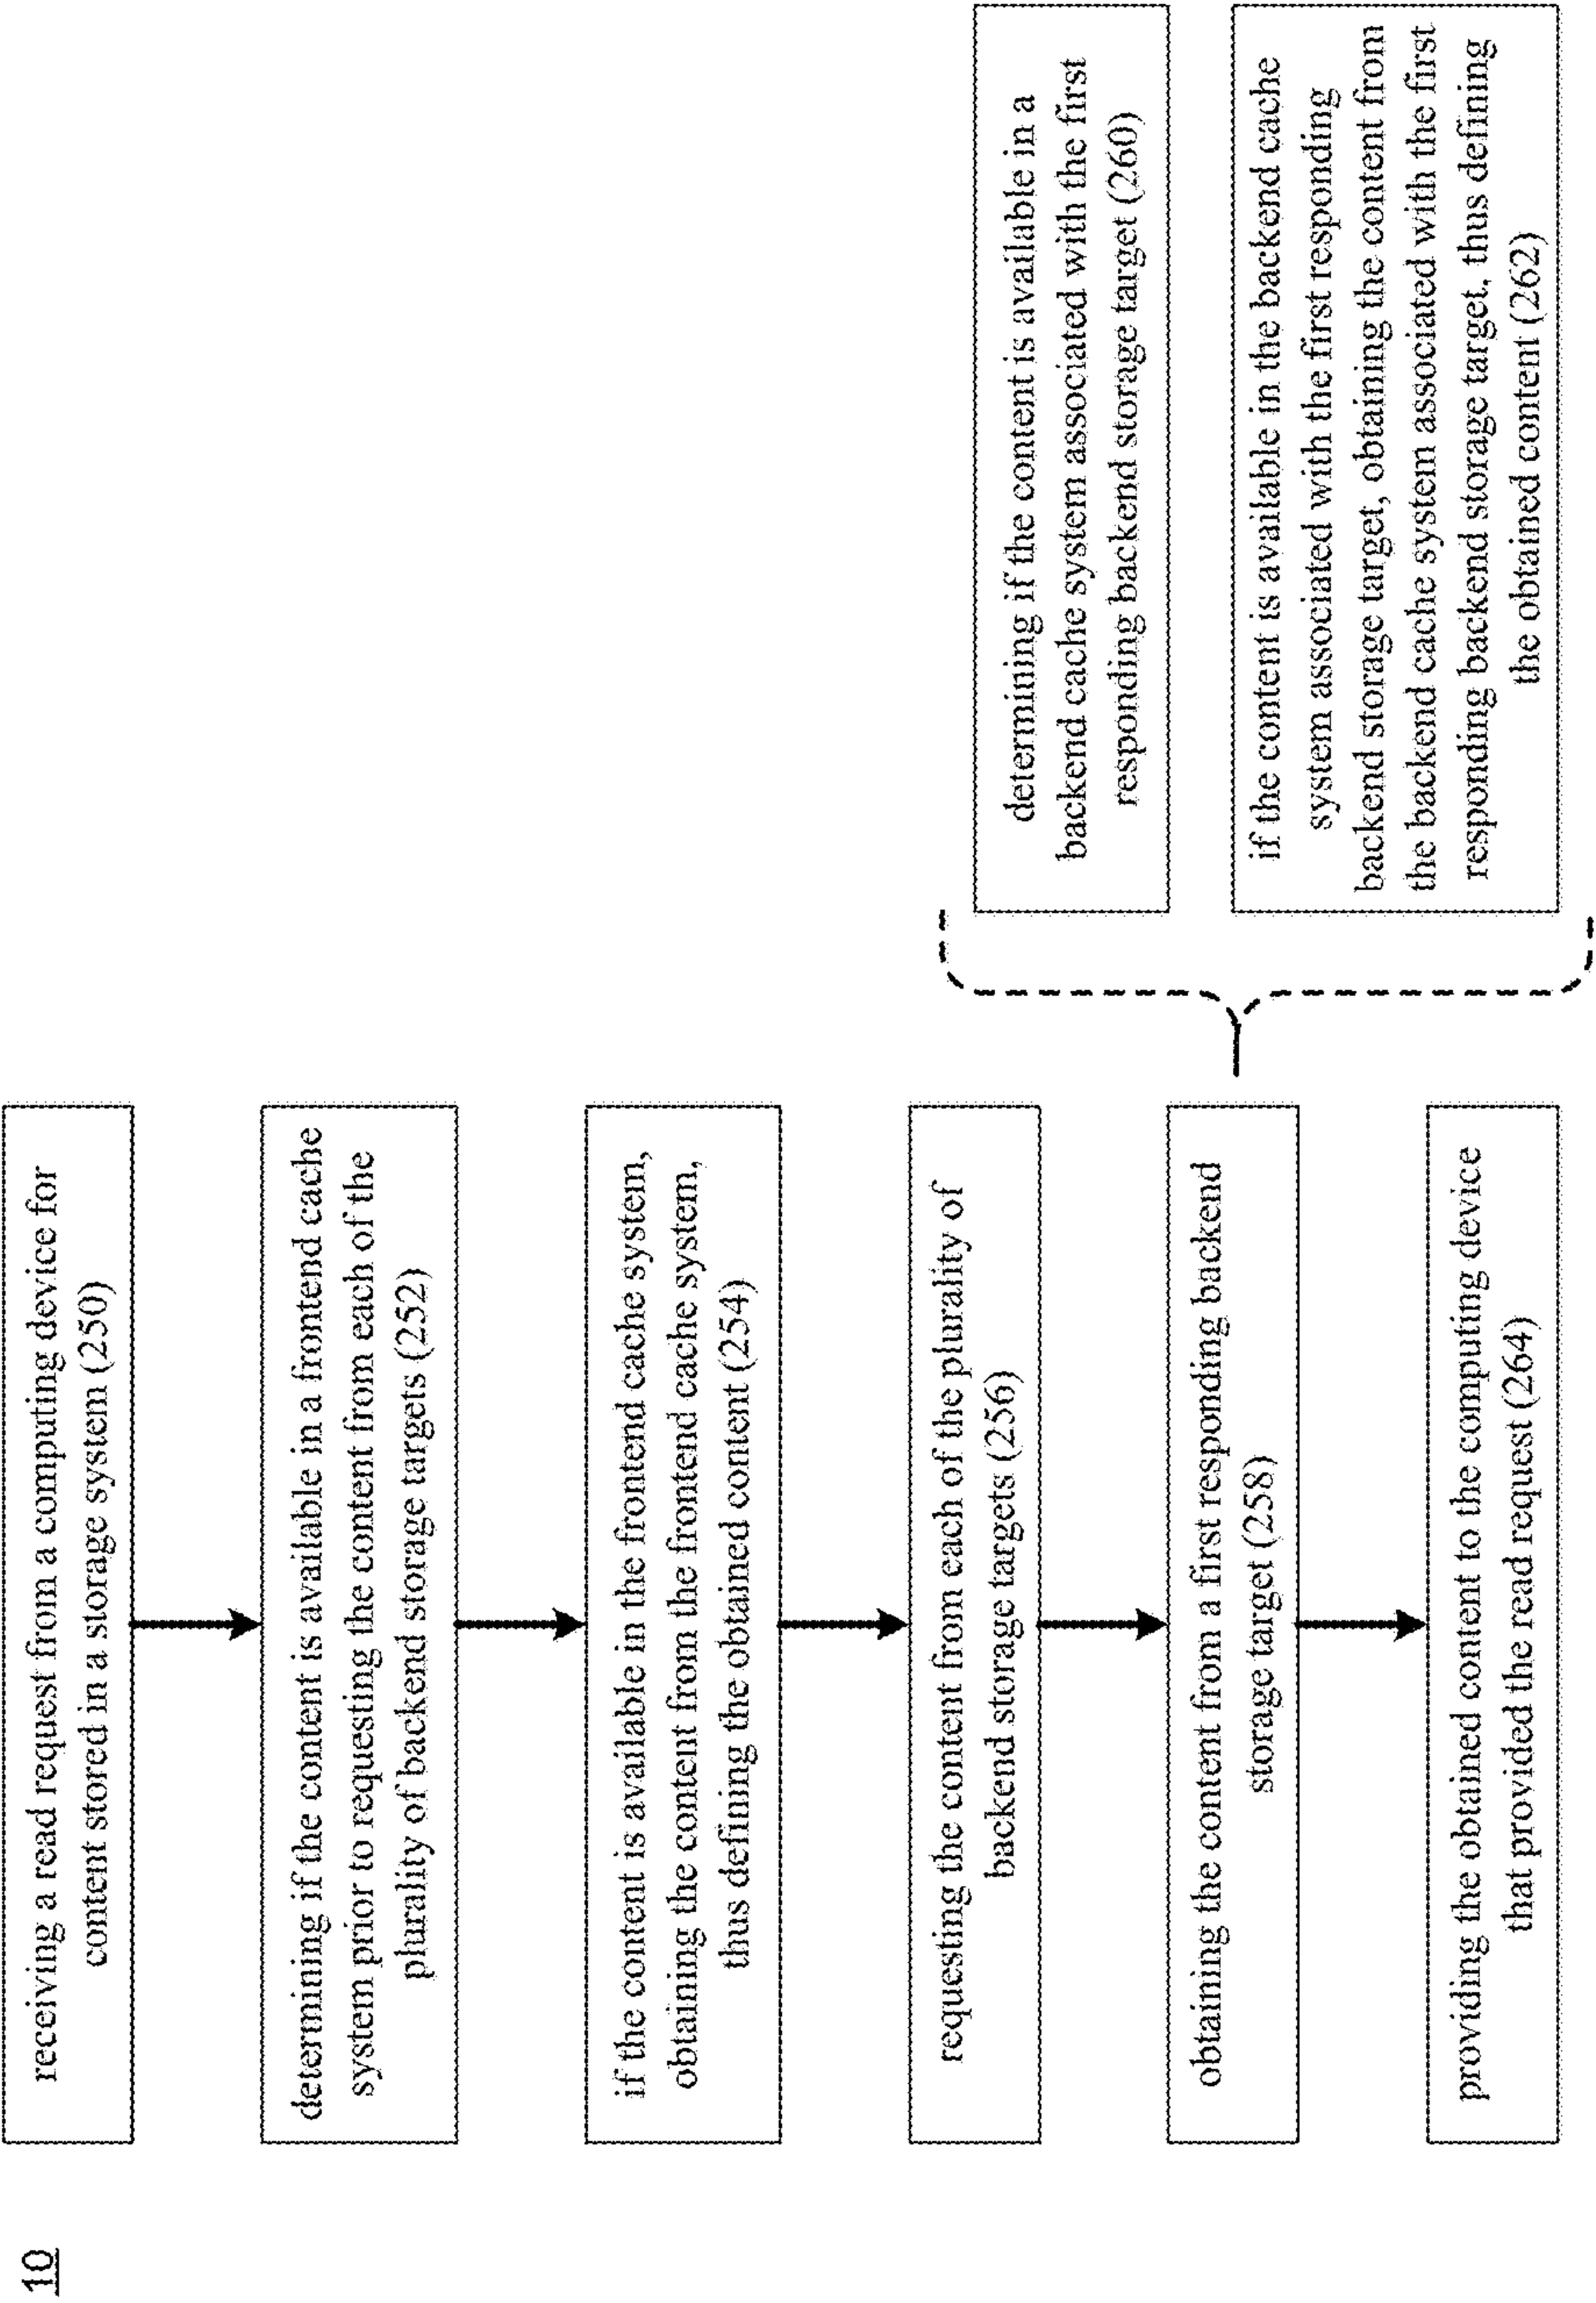 10
receiving a read request from a computing device for
content stored in a storage system (250)
determining if the content is available in a frontend cache
system prior to requesting the content from each of the
plurality of backend storage targets (252)
if the content is available in the frontend cache system,
obtaining the content from the frontend cache system,
thus defining the obtained content (254)
requesting the content from each of the plurality of
backend storage targets (256)
obtaining the content from a first responding backend
storage target (258)
determining if the content is available in a
backend cache system associated with the first
responding backend storage target (260)
if the content is available in the backend cache
system associated with the first responding
backend storage target, obtaining the content from
the backend cache system associated with the first
responding backend storage target, thus defining
the obtained content (262)
providing the obtained content to the computing device
that provided the read request (264)